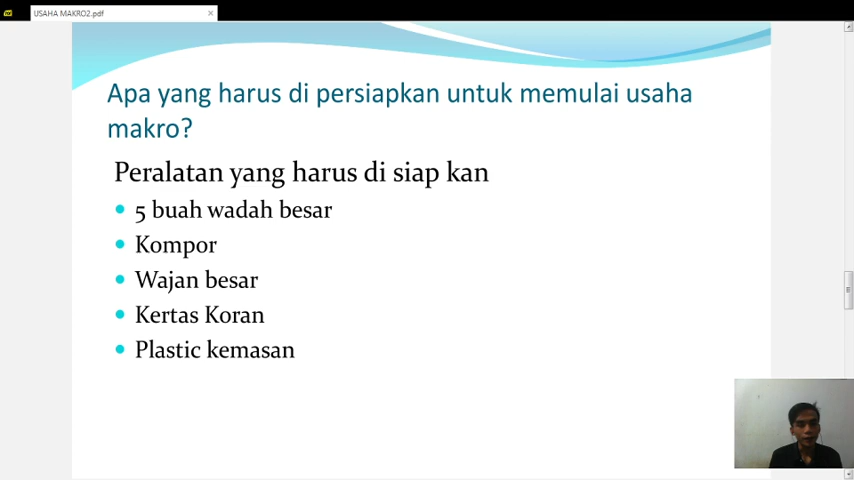 USAHA MAKRO2.pdf
Apa yang harus di persiapkan untuk memulai usaha
makro?
Peralatan yang harus di siap kan
5 buah wadah besar
Kompor
Wajan besar
Kertas Koran
Plastic kemasan